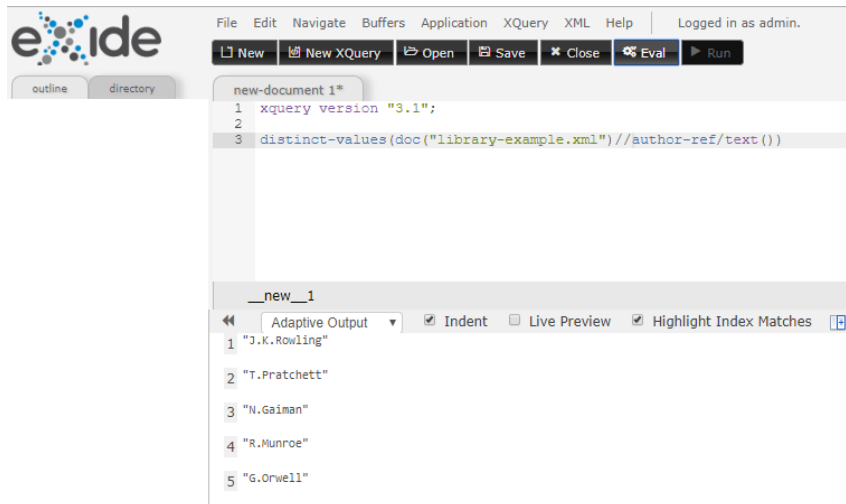 eXide
File Edit Navigate Buffers Application XQuery XML Help Logged in as admin.
New New XQuery Open Save Close Eval Run
outline directory new-document 1*
1 xquery version "3.1";
2
3 distinct-values(doc("library-example.xml")//author-ref/text())
__new__1
Adaptive Output Indent Live Preview Highlight Index Matches
1 "J.K.Rowling"
2 "T.Pratchett"
3 "N.Gaiman"
4 "R.Munroe"
5 "G.Orwell"